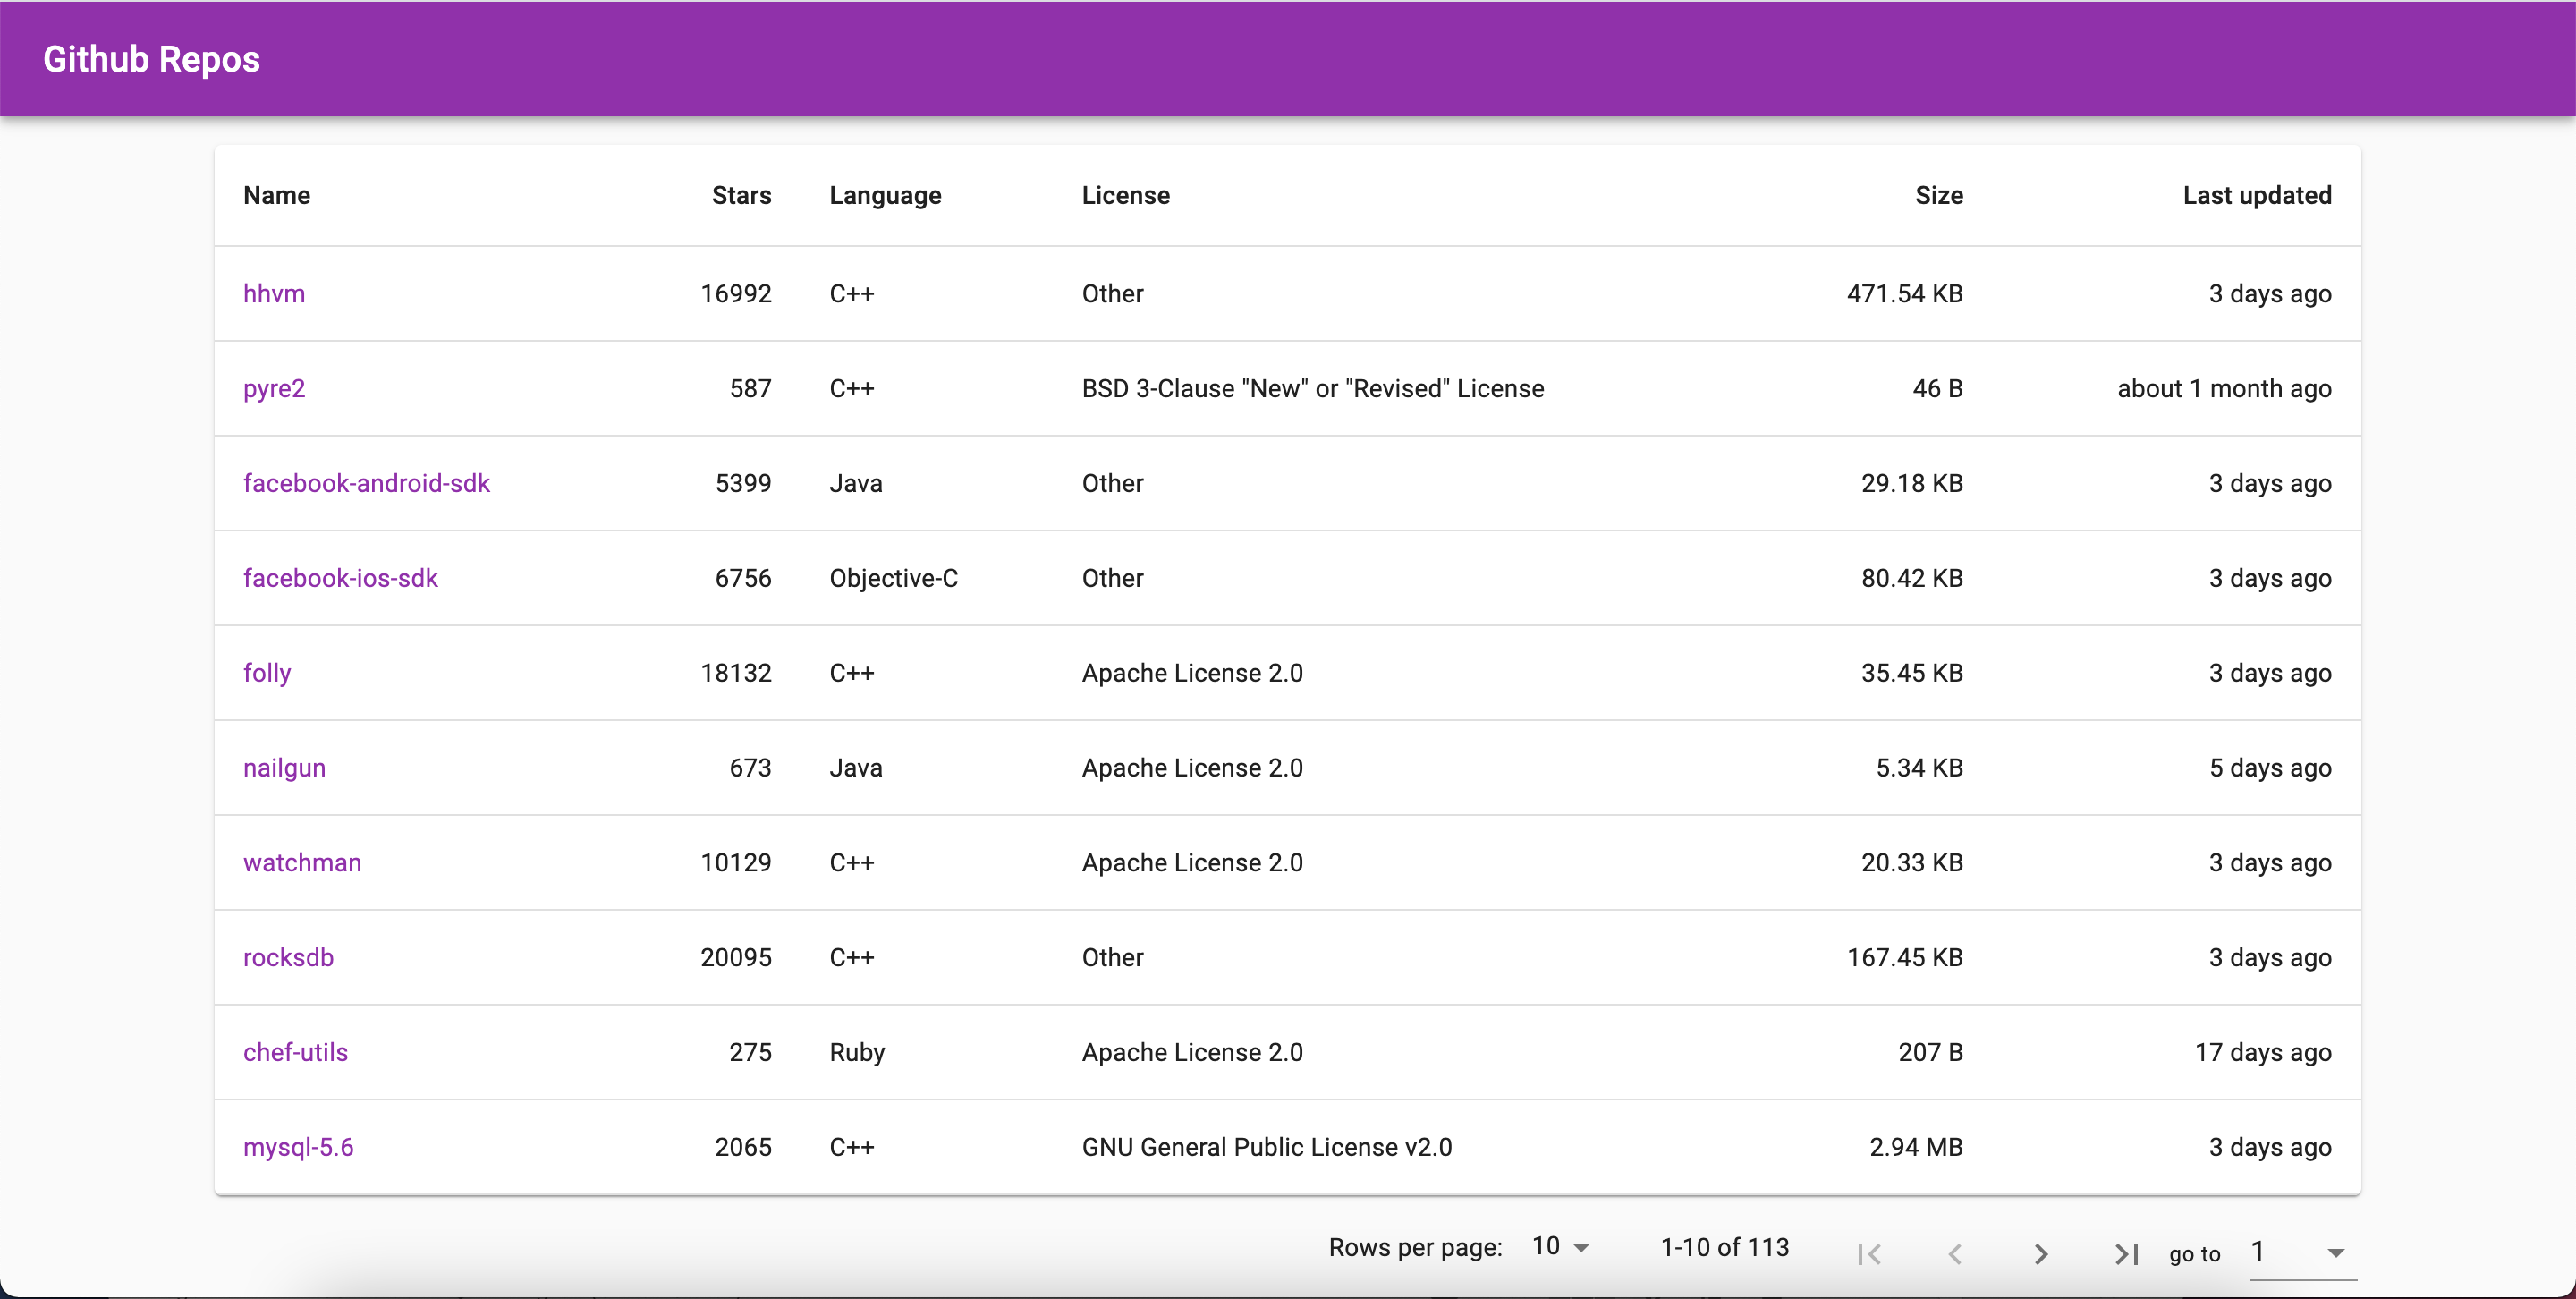 Github Repos
Name Stars Language License Size Last updated
hhvm 16992 C++ Other 471.54 KB 3 days ago
pyre2 587 C++ BSD 3-Clause "New" or "Revised" License 46 B about 1 month ago
facebook-android-sdk 5399 Java Other 29.18 KB 3 days ago
facebook-ios-sdk 6756 Objective-C Other 80.42 KB 3 days ago
folly 18132 C++ Apache License 2.0 35.45 KB 3 days ago
nailgun 673 Java Apache License 2.0 5.34 KB 5 days ago
watchman 10129 C++ Apache License 2.0 20.33 KB 3 days ago
rocksdb 20095 C++ Other 167.45 KB 3 days ago
chef-utils 275 Ruby Apache License 2.0 207 B 17 days ago
mysql-5.6 2065 C++ GNU General Public License v2.0 2.94 MB 3 days ago
Rows per page: 10 1-10 of 113 go to 1